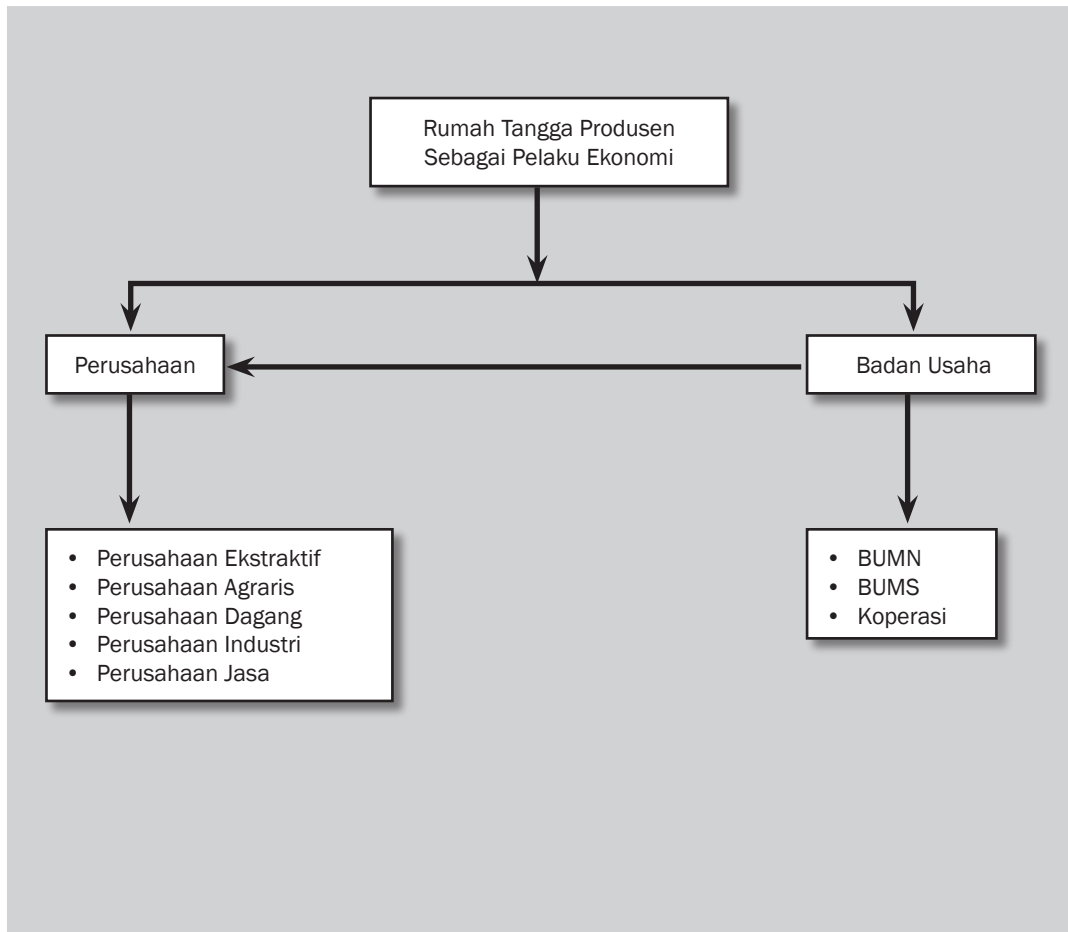 Rumah Tangga Produsen
Sebagai Pelaku Ekonomi
Perusahaan
Badan Usaha
• Perusahaan Ekstraktif
• Perusahaan Agraris
• Perusahaan Dagang
• Perusahaan Industri
• Perusahaan Jasa
• BUMN
• BUMS
• Koperasi